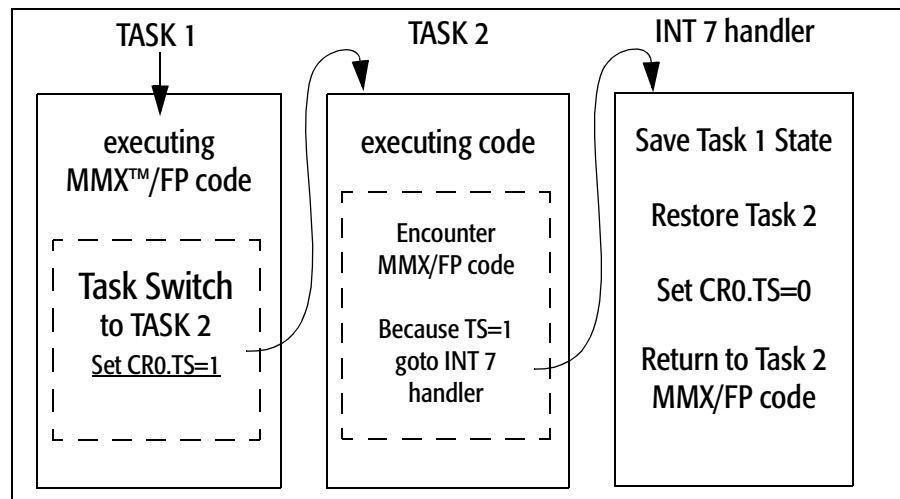 TASK 1
executing
MMX™/FP code
Task Switch
to TASK 2
Set CR0.TS=1
TASK 2
executing code
Encounter
MMX/FP code
Because TS=1
goto INT 7
handler
INT 7 handler
Save Task 1 State
Restore Task 2
Set CR0.TS=0
Return to Task 2
MMX/FP code